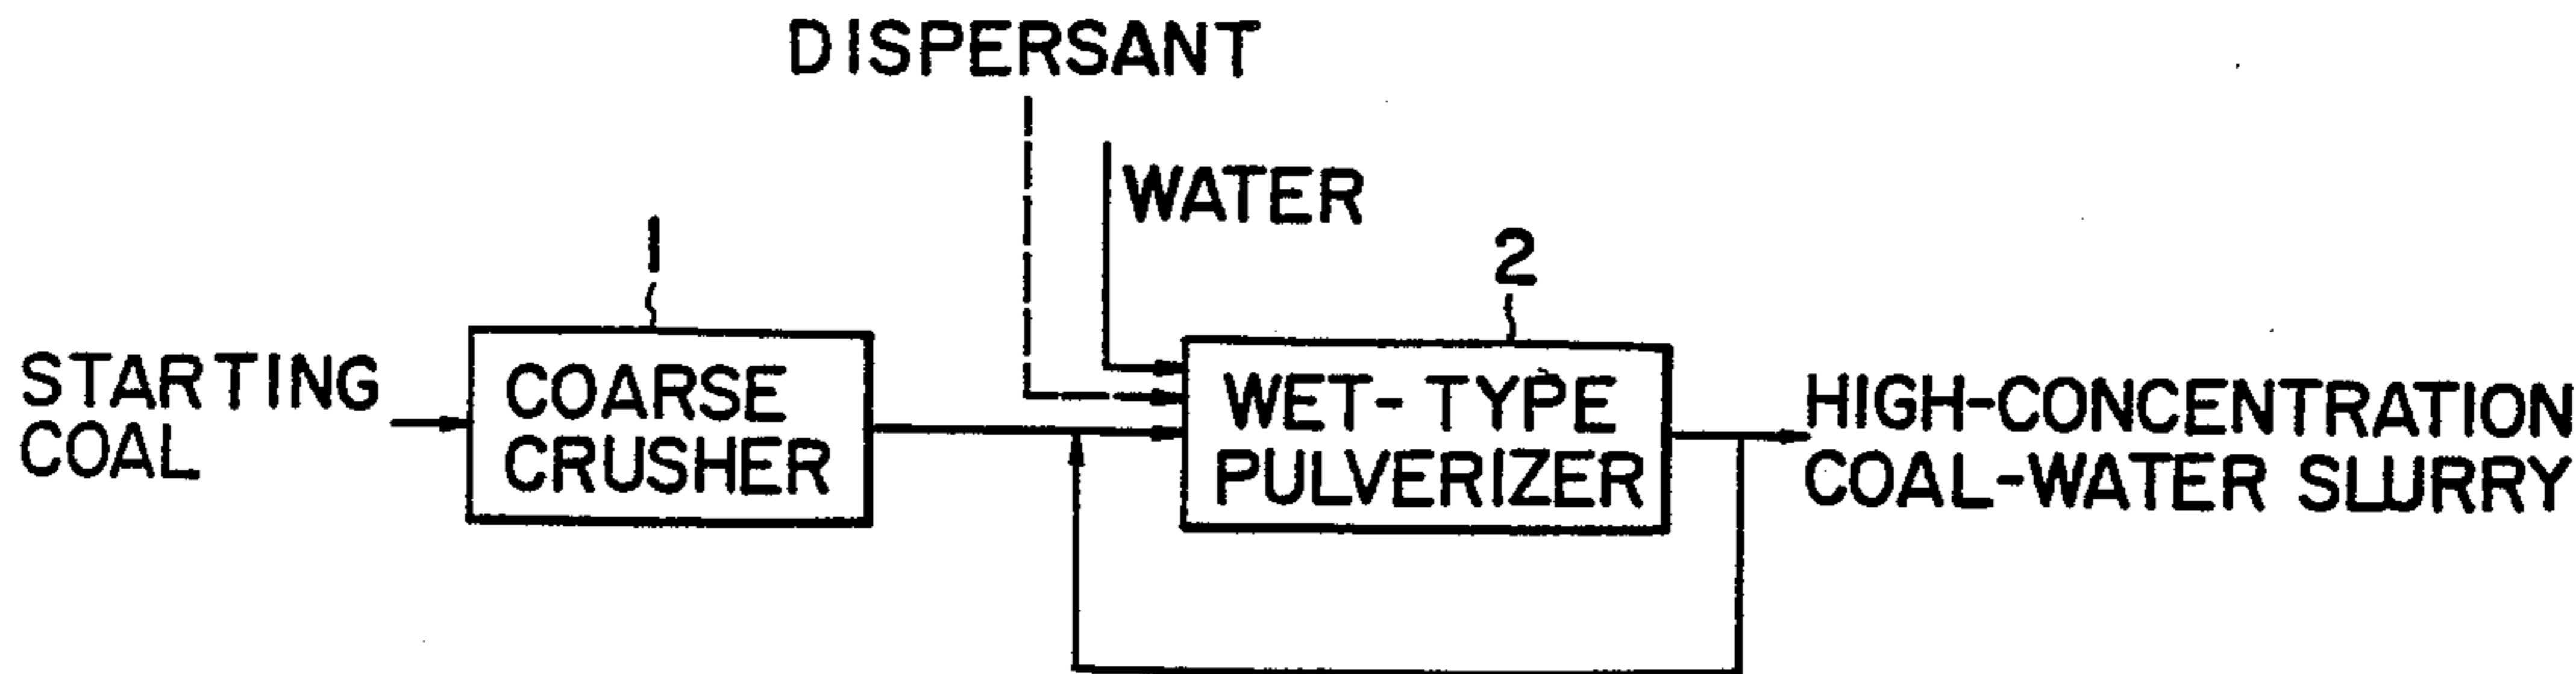 DISPERSANT
WATER
1
2
STARTING
COAL
COARSE
CRUSHER
WET-TYPE
PULVERIZER
HIGH-CONCENTRATION
COAL-WATER SLURRY